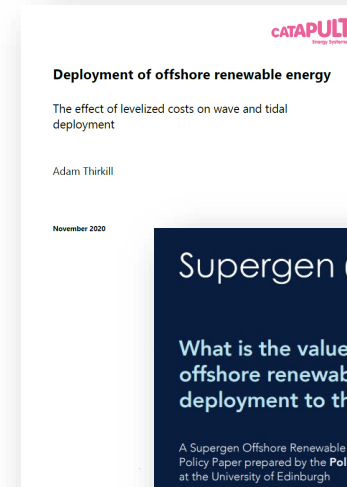 CATAPULT
Energy Systems
Deployment of offshore renewable energy
The effect of levelized costs on wave and tidal
deployment
Adam Thirkill
November 2020
Supergen
What is the value
offshore renewab
deployment to th
A Supergen Offshore Renewable
Policy Paper prepared by the Pol
at the University of Edinburgh